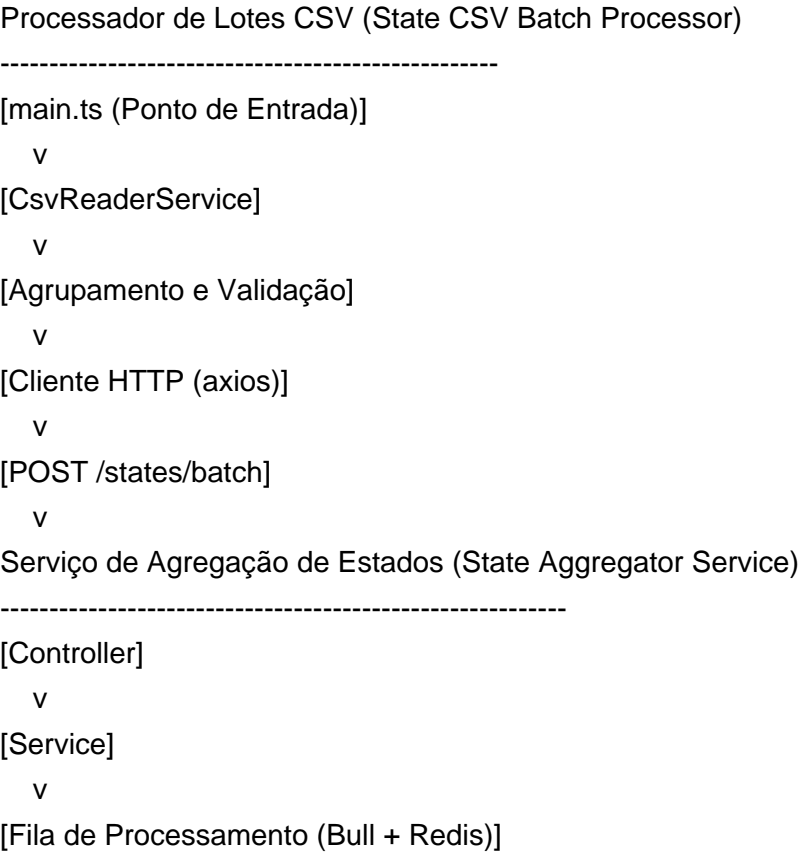 Processador de Lotes CSV (State CSV Batch Processor)
---------------------------------------------------
[main.ts (Ponto de Entrada)]
v
[CsvReaderService]
v
[Agrupamento e Validação]
v
[Cliente HTTP (axios)]
v
[POST /states/batch]
v
Serviço de Agregação de Estados (State Aggregator Service)
----------------------------------------------------------
[Controller]
v
[Service]
v
[Fila de Processamento (Bull + Redis)]